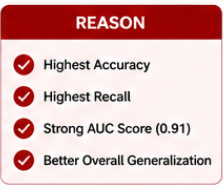 REASON
Highest Accuracy
Highest Recall
Strong AUC Score (0.91)
Better Overall Generalization